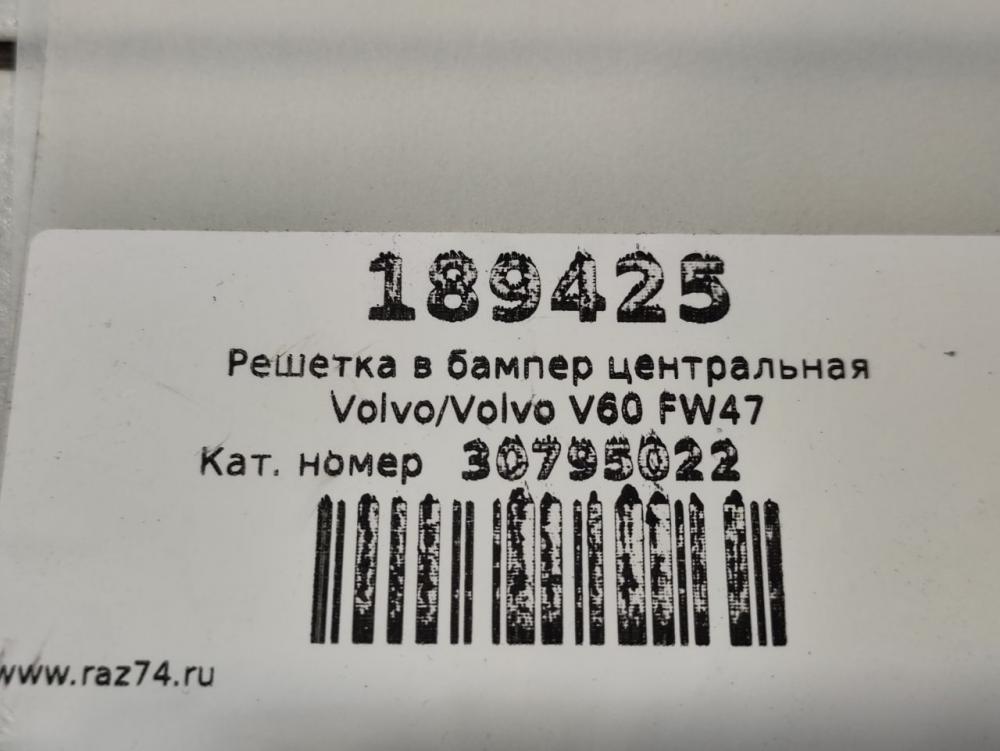 189425
Решетка в бампер центральная
Volvo/Volvo V60 FW47
Кат. номер 30795022
www.raz74.ru